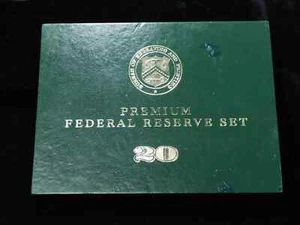 BUREAU OF ENGRAVING AND PRINTING
PREMIUM
FEDERAL RESERVE SET
20